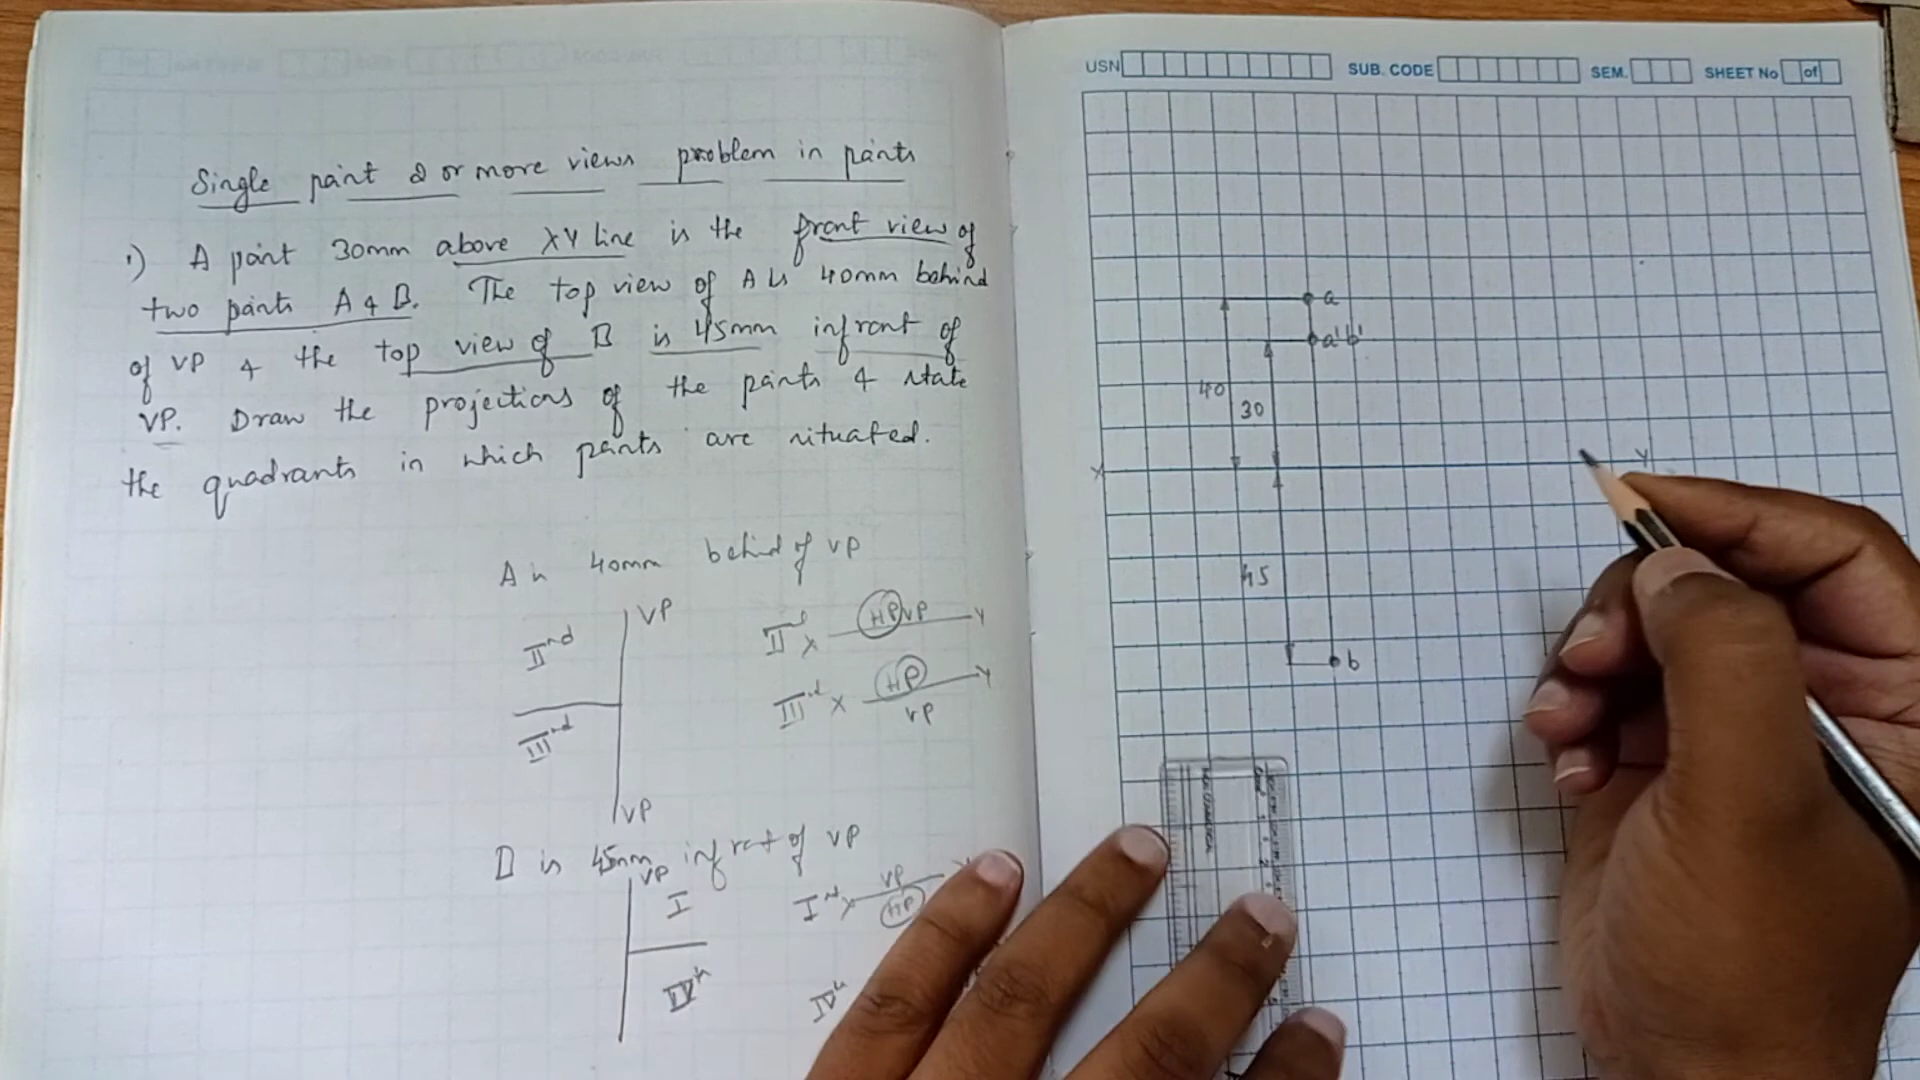 Single point 2 or more views problem in points
1) A point 30mm above XY line is the front view of
two points A & B. The top view of A is 40mm behind
of VP & the top view of B is 45mm infront of
VP. Draw the projections of the points & state
the quadrants in which points are situated.
A is 40mm behind of VP
VP
IInd
IIIrd
VP
IInd X HP VP Y
IIIrd X HP Y
VP
B is 45mm infront of VP
VP
I
IVth
Ist X VP
HP
IVth
USN SUB. CODE SEM. SHEET No of
a
a'b'
40
30
X Y
45
b